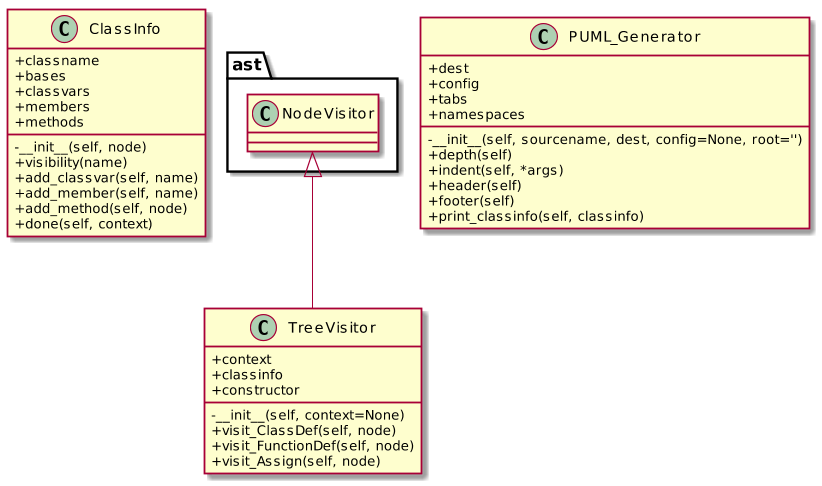 C ClassInfo
+classname
+bases
+classvars
+members
+methods
-__init__(self, node)
+visibility(name)
+add_classvar(self, name)
+add_member(self, name)
+add_method(self, node)
+done(self, context)
ast
C NodeVisitor
C PUML_Generator
+dest
+config
+tabs
+namespaces
-__init__(self, sourcename, dest, config=None, root='')
+depth(self)
+indent(self, *args)
+header(self)
+footer(self)
+print_classinfo(self, classinfo)
C TreeVisitor
+context
+classinfo
+constructor
-__init__(self, context=None)
+visit_ClassDef(self, node)
+visit_FunctionDef(self, node)
+visit_Assign(self, node)